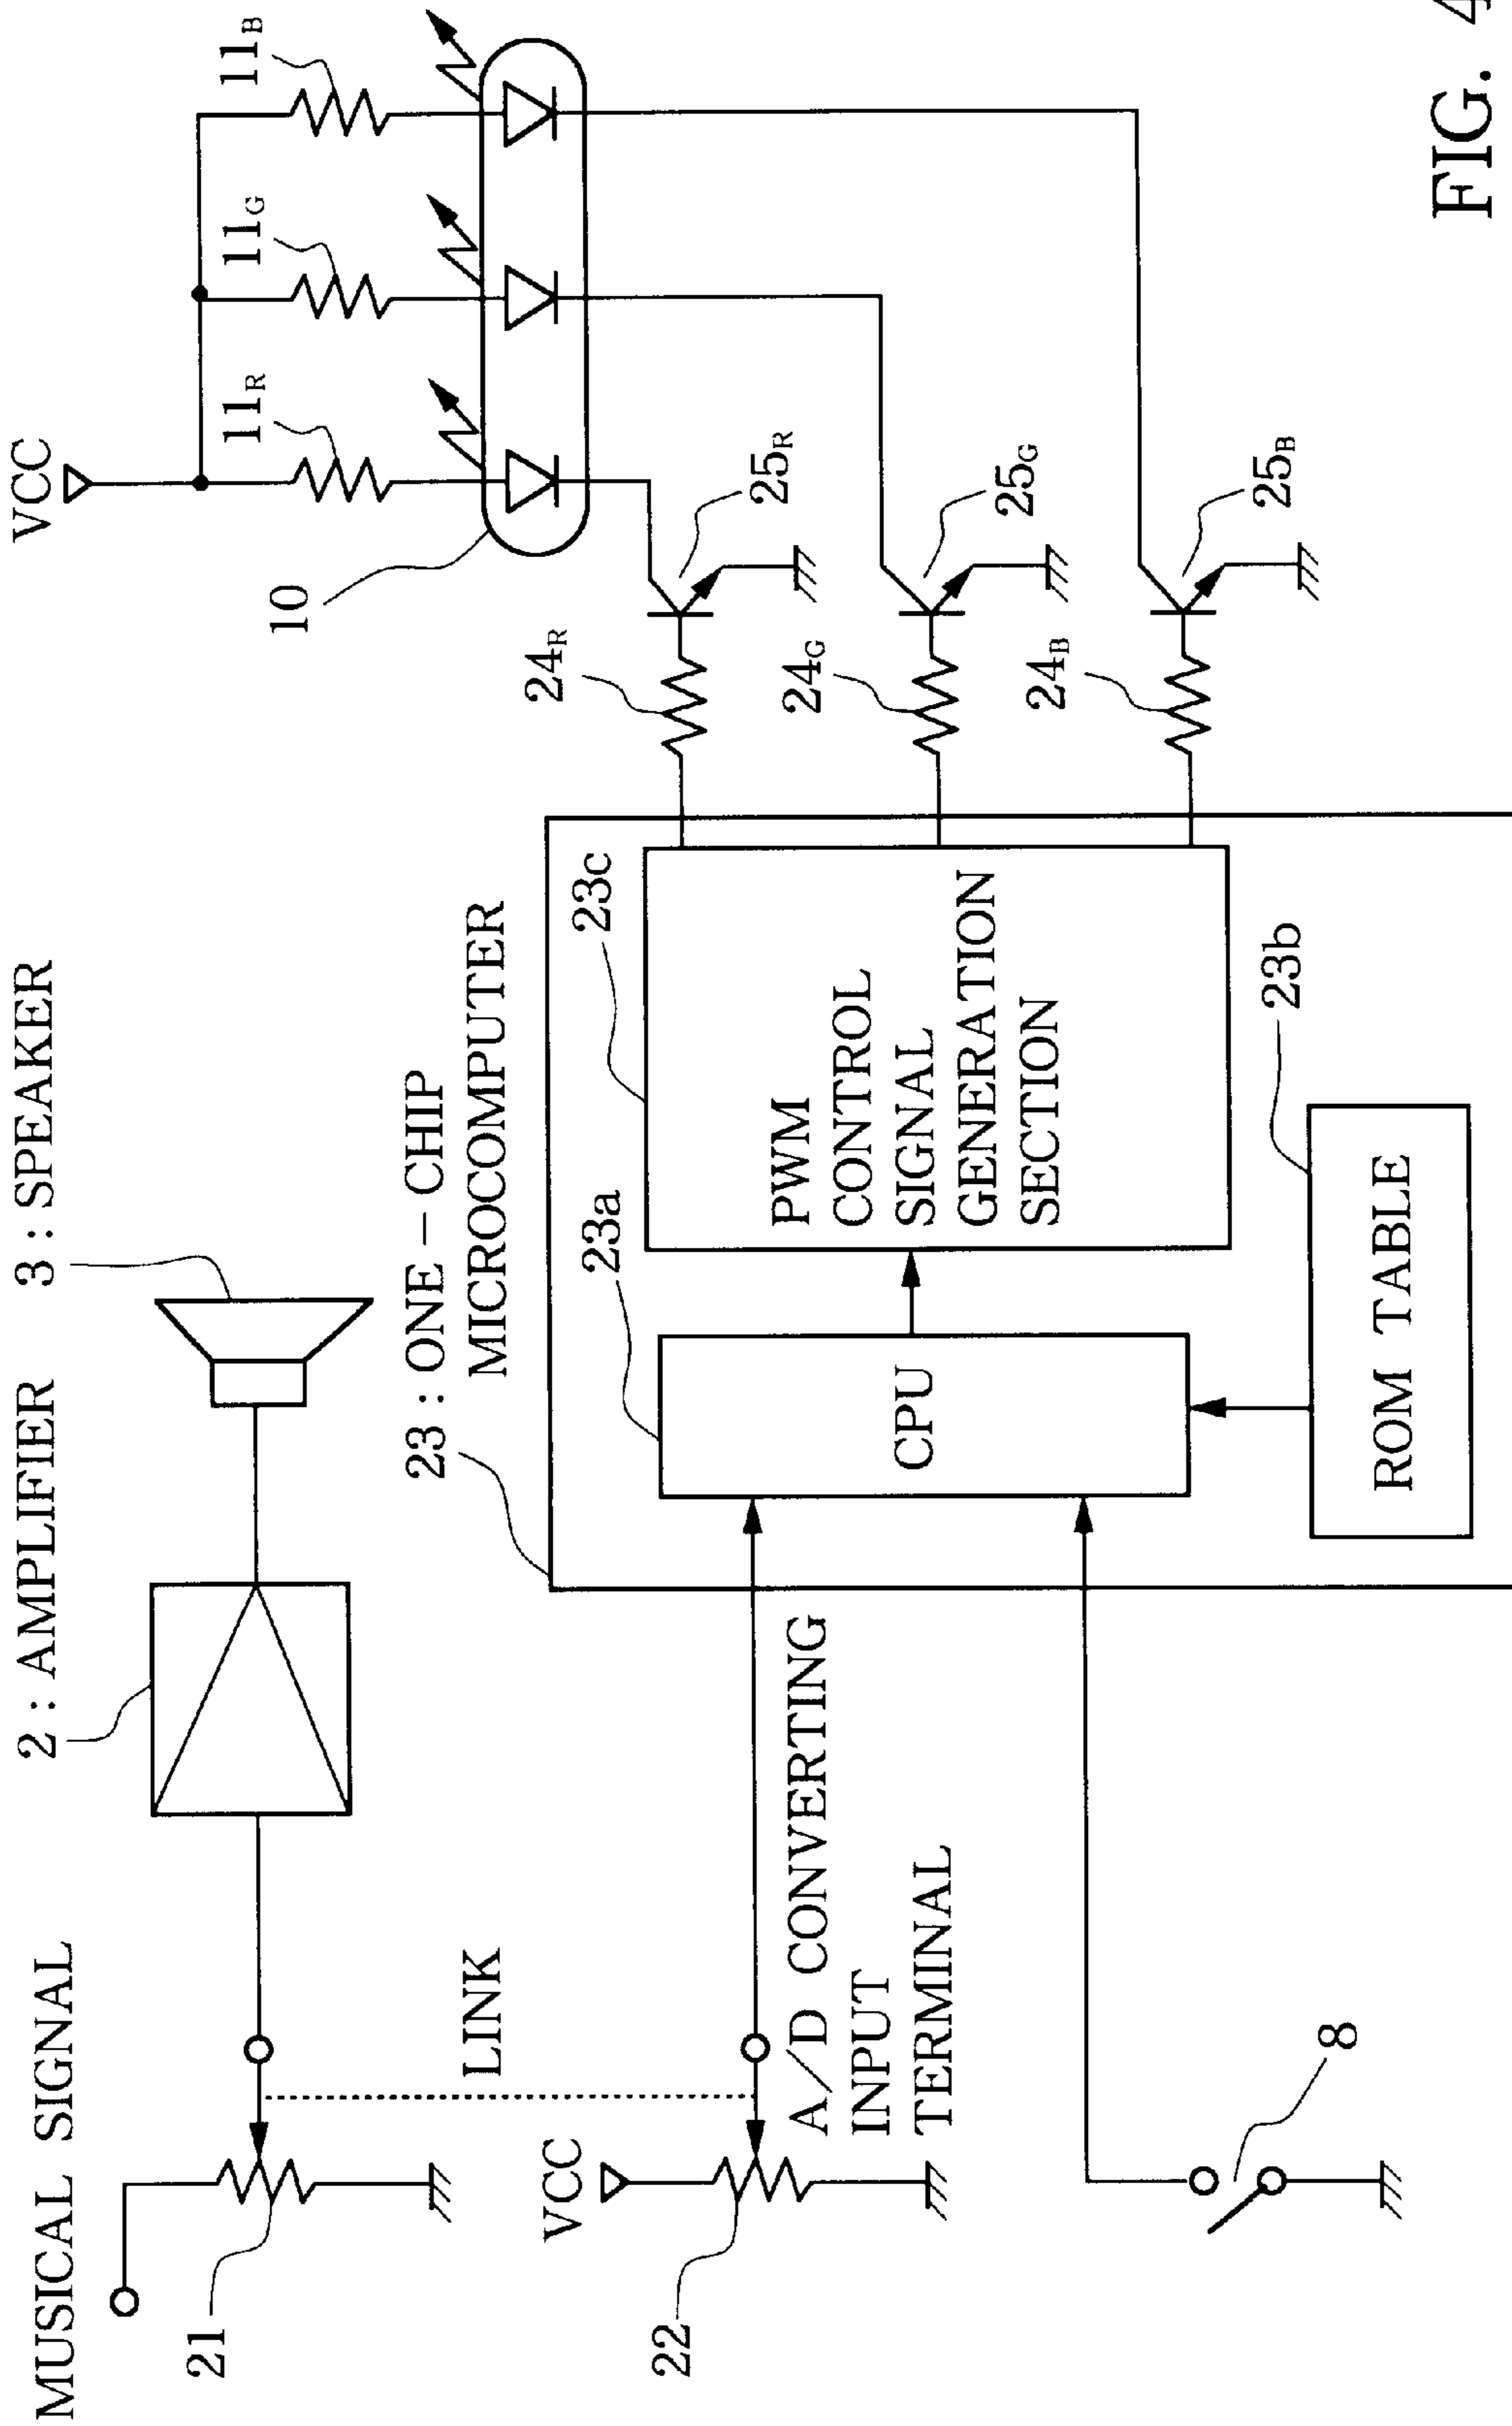 MUSICAL SIGNAL
2 : AMPLIFIER
3 : SPEAKER
VCC
11R
11G
11B
21
LINK
23 : ONE – CHIP
MICROCOMPUTER
10
VCC
22
A/D CONVERTING
INPUT
TERMINAL
23a
CPU
23c
PWM
CONTROL
SIGNAL
GENERATION
SECTION
24R
25R
24G
25G
24B
25B
8
23b
ROM TABLE
FIG. 4